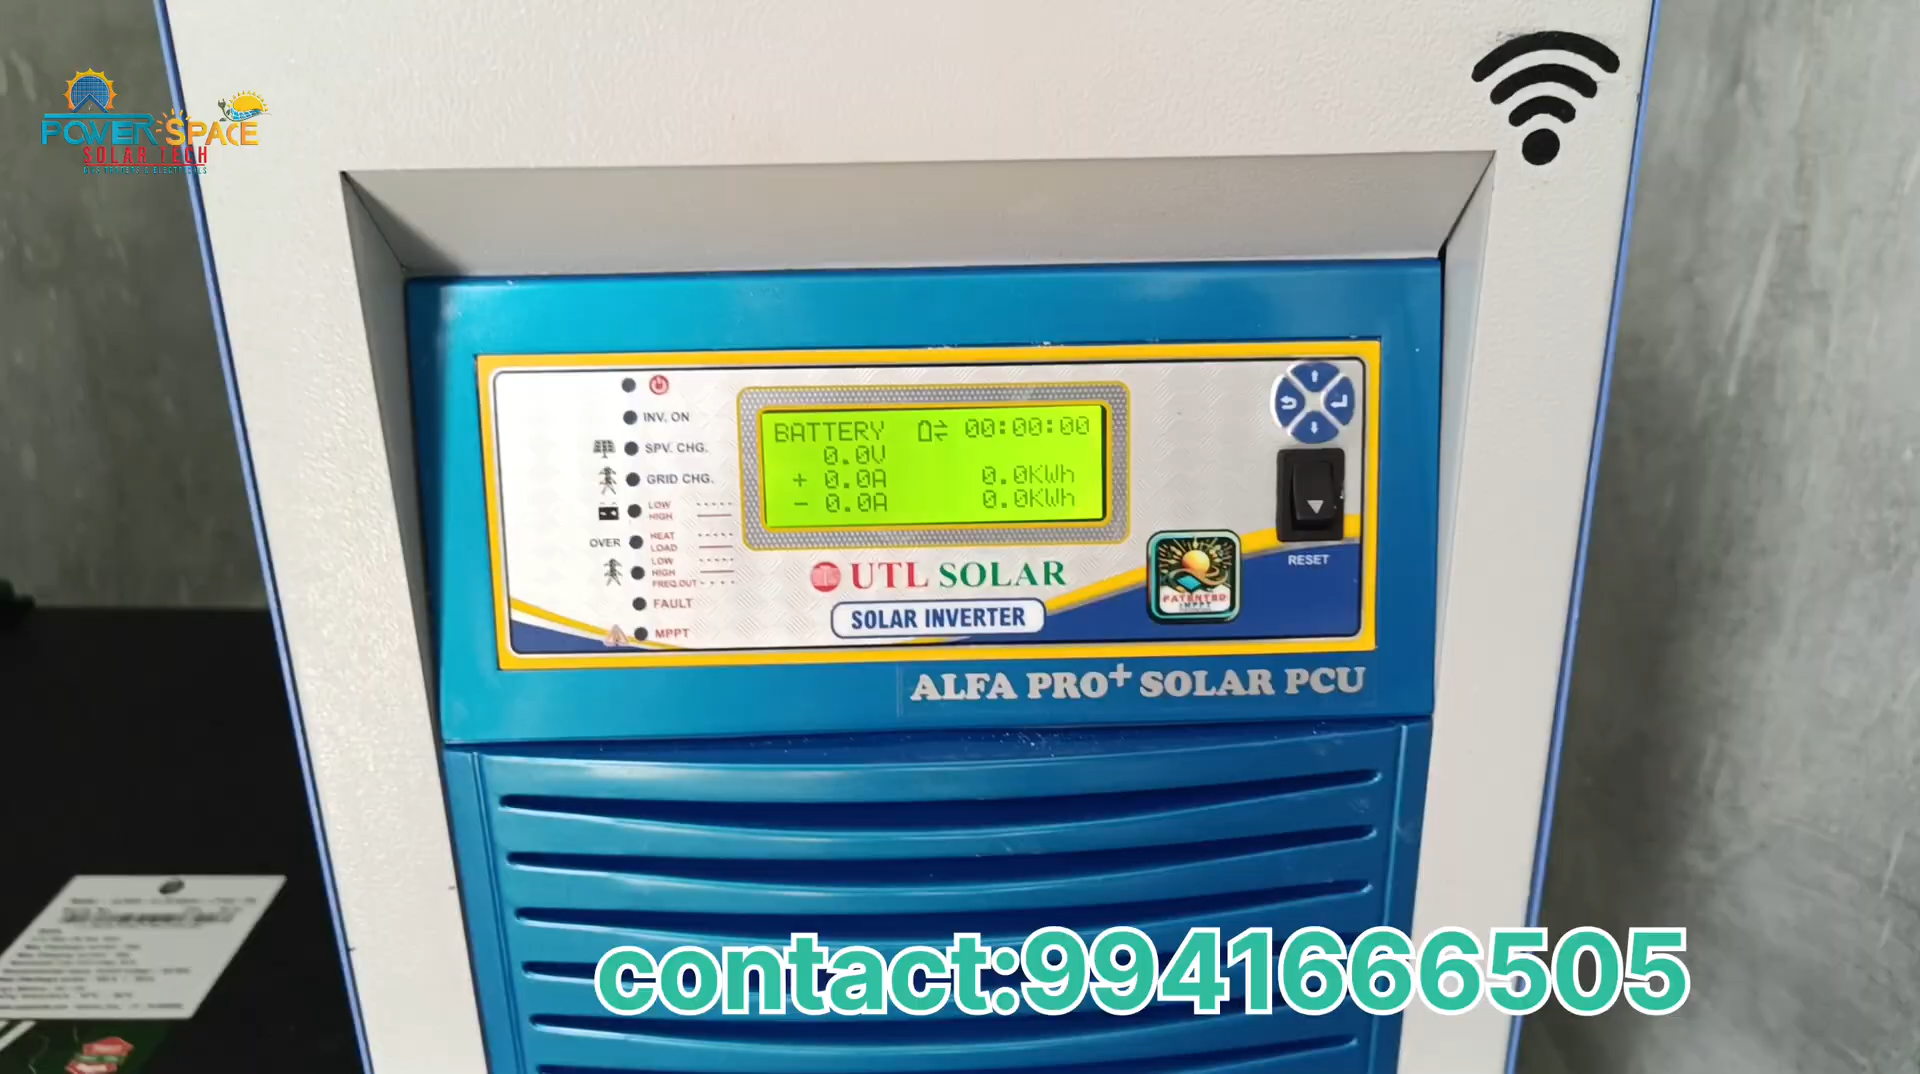 POWER SPACE
SOLAR TECH
INV. ON
SPV. CHG.
GRID CHG.
LOW
HIGH
OVER
HEAT
LOAD
LOW
HIGH
FREQ.OUT
FAULT
MPPT
BATTERY 00:00:00
0.0V
+ 0.0A 0.0KWh
- 0.0A 0.0KWh
RESET
UTL SOLAR
SOLAR INVERTER
PATENTED
MPPT
ALFA PRO+ SOLAR PCU
contact:9941666505